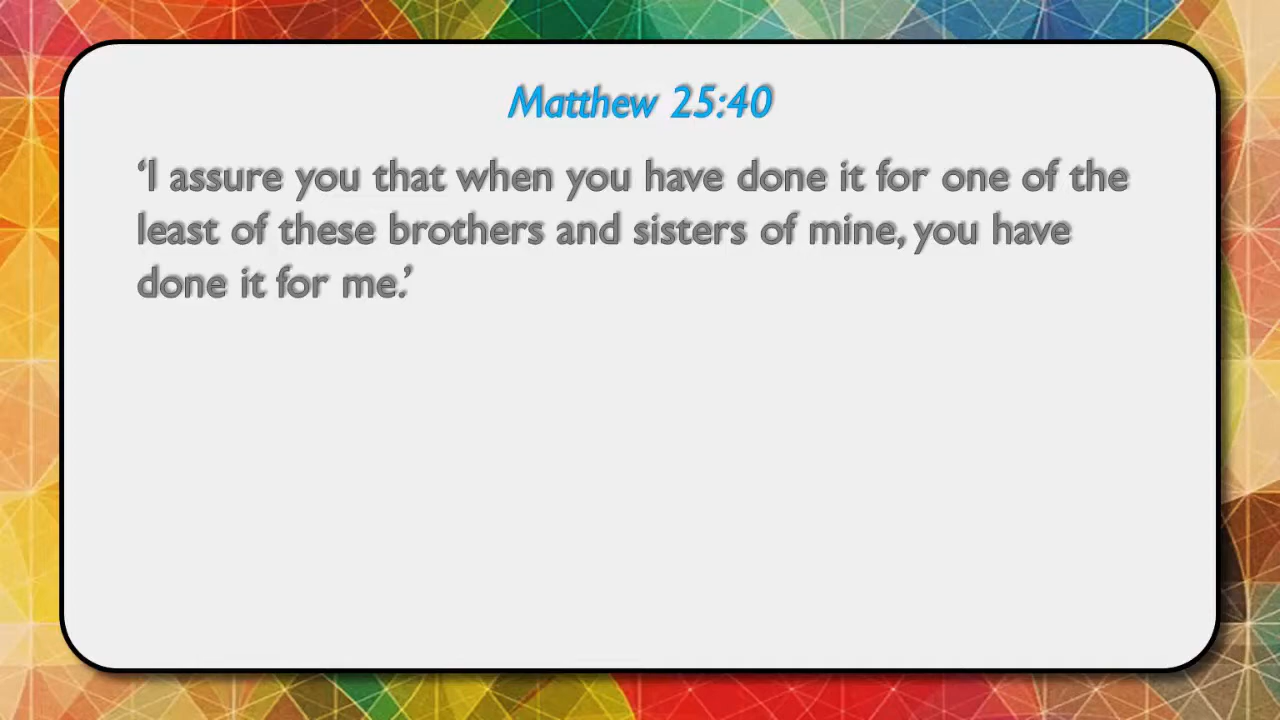 Matthew 25:40
‘I assure you that when you have done it for one of the
least of these brothers and sisters of mine, you have
done it for me.’